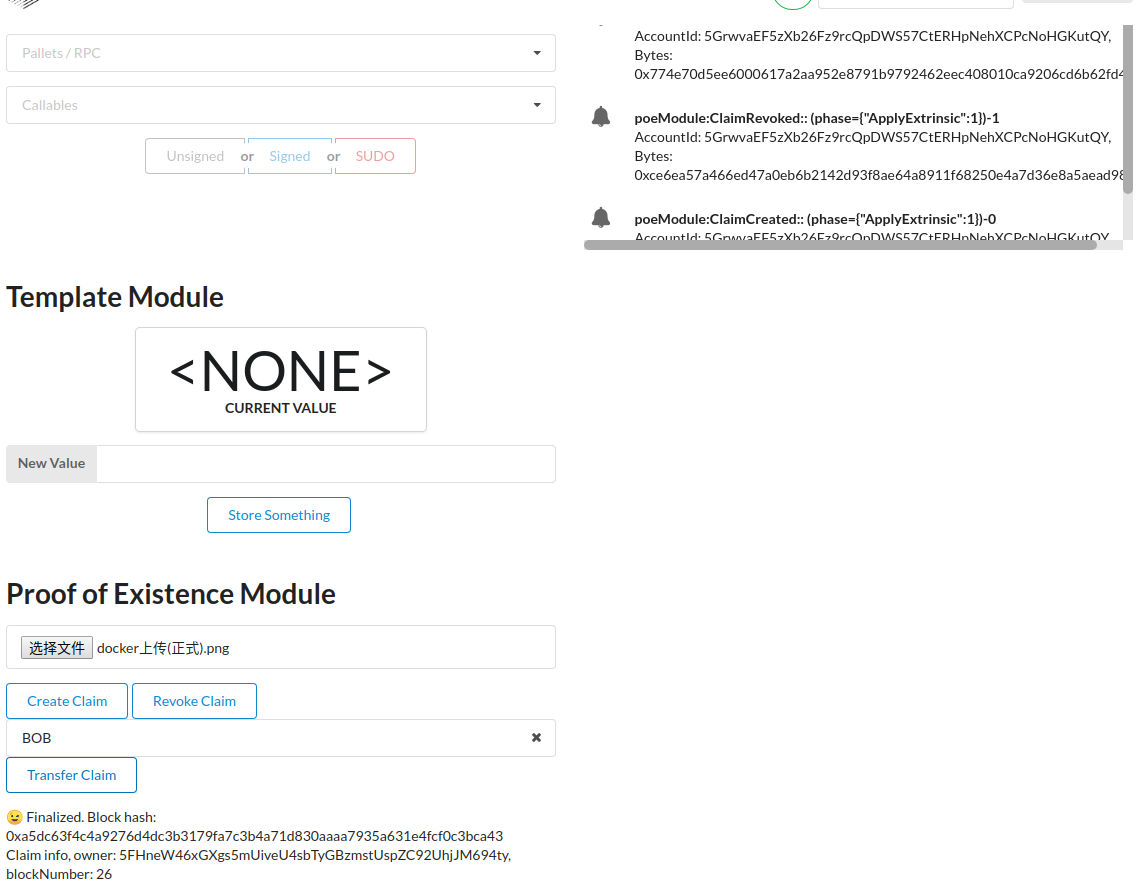 Pallets / RPC
Callables
Unsigned or Signed or SUDO
AccountId: 5GrwvaEF5zXb26Fz9rcQpDWS57CtERHpNehXCPcNoHGKutQY,
Bytes:
0x774e70d5ee6000617a2aa952e8791b9792462eec408010ca9206cd6b62fd4
poeModule:ClaimRevoked:: (phase={"ApplyExtrinsic":1})-1
AccountId: 5GrwvaEF5zXb26Fz9rcQpDWS57CtERHpNehXCPcNoHGKutQY,
Bytes:
0xce6ea57a466ed47a0eb6b2142d93f8ae64a8911f68250e4a7d36e8a5aead98
poeModule:ClaimCreated:: (phase={"ApplyExtrinsic":1})-0
AccountId: 5GrwvaEF5zXb26Fz9rcQpDWS57CtERHpNehXCPcNoHGKutQY,
Template Module
<NONE>
CURRENT VALUE
New Value
Store Something
Proof of Existence Module
选择文件 docker上传(正式).png
Create Claim Revoke Claim
BOB
Transfer Claim
😉 Finalized. Block hash:
0xa5dc63f4c4a9276d4dc3b3179fa7c3b4a71d830aaaa7935a631e4fcf0c3bca43
Claim info, owner: 5FHneW46xGXgs5mUiveU4sbTyGBzmstUspZC92UhjJM694ty,
blockNumber: 26